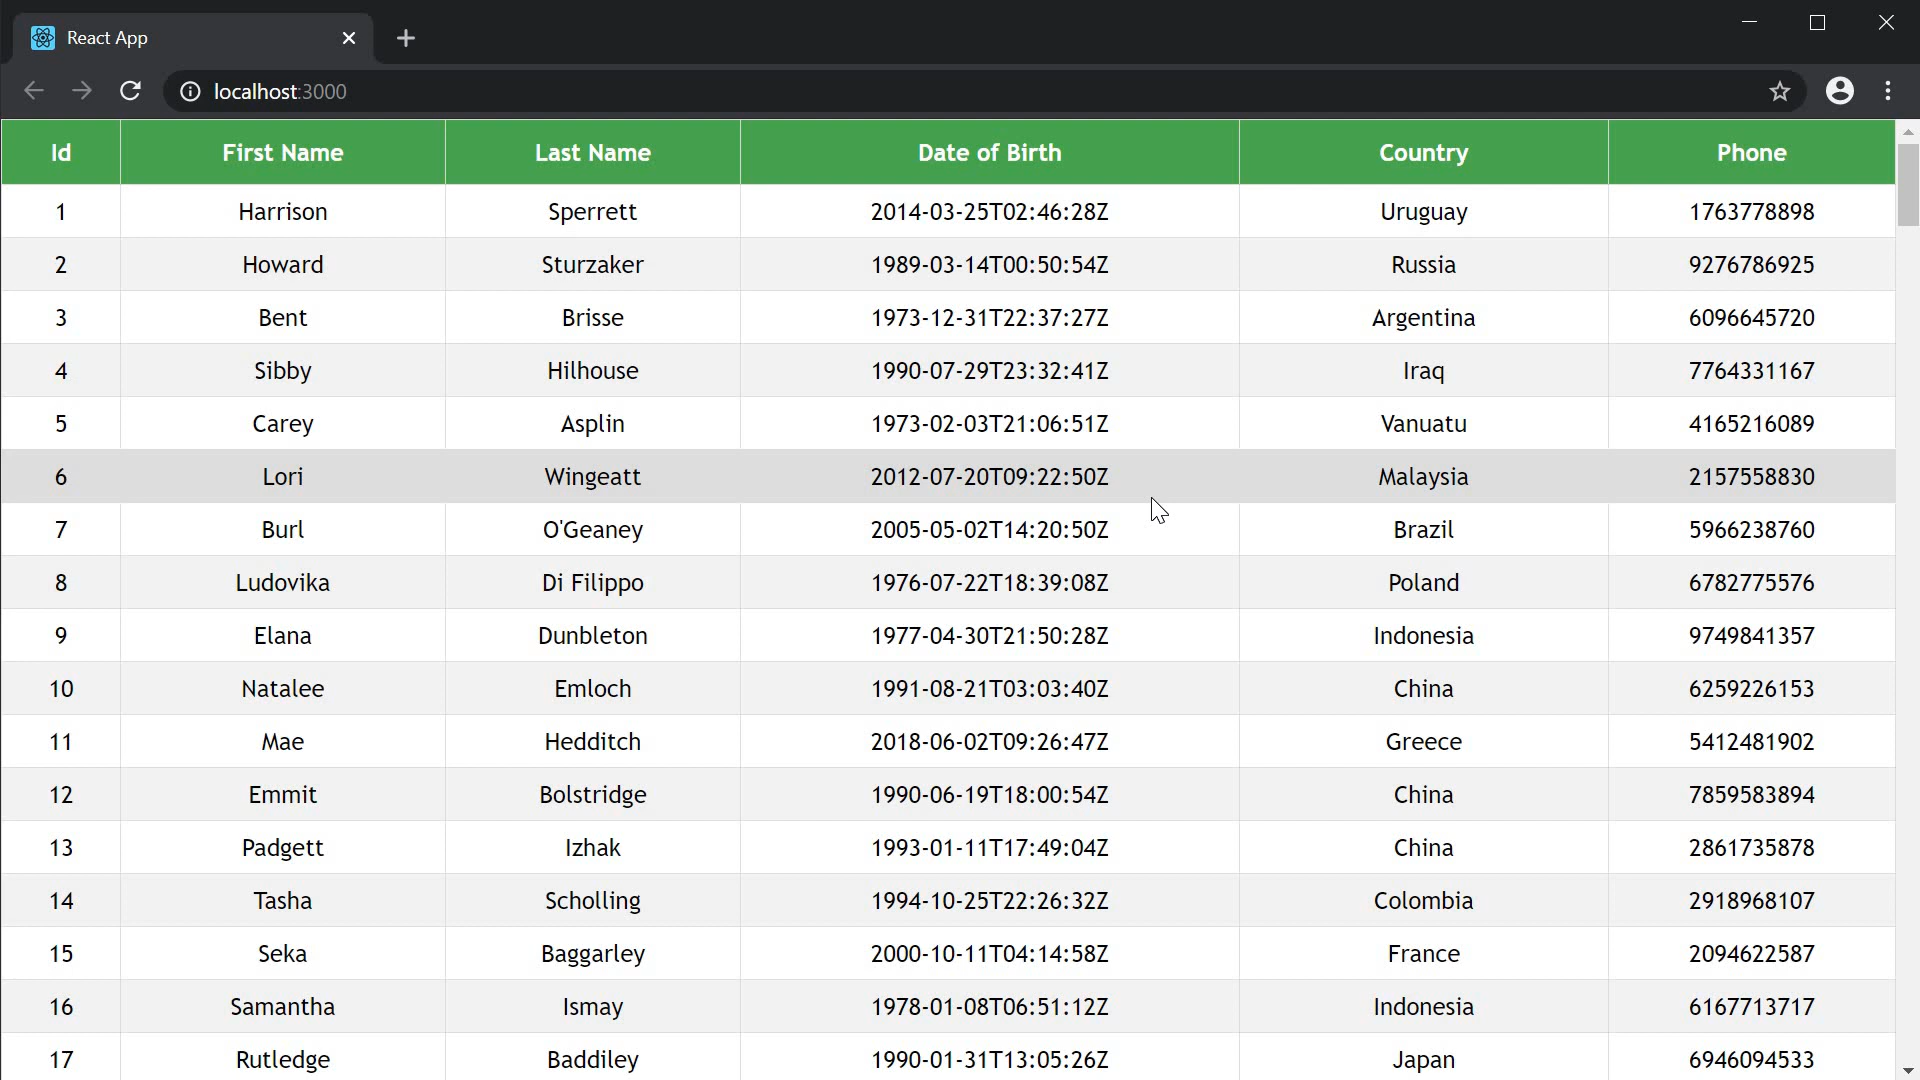 React App
localhost:3000
Id First Name Last Name Date of Birth Country Phone
1 Harrison Sperrett 2014-03-25T02:46:28Z Uruguay 1763778898
2 Howard Sturzaker 1989-03-14T00:50:54Z Russia 9276786925
3 Bent Brisse 1973-12-31T22:37:27Z Argentina 6096645720
4 Sibby Hilhouse 1990-07-29T23:32:41Z Iraq 7764331167
5 Carey Asplin 1973-02-03T21:06:51Z Vanuatu 4165216089
6 Lori Wingeatt 2012-07-20T09:22:50Z Malaysia 2157558830
7 Burl O'Geaney 2005-05-02T14:20:50Z Brazil 5966238760
8 Ludovika Di Filippo 1976-07-22T18:39:08Z Poland 6782775576
9 Elana Dunbleton 1977-04-30T21:50:28Z Indonesia 9749841357
10 Natalee Emloch 1991-08-21T03:03:40Z China 6259226153
11 Mae Hedditch 2018-06-02T09:26:47Z Greece 5412481902
12 Emmit Bolstridge 1990-06-19T18:00:54Z China 7859583894
13 Padgett Izhak 1993-01-11T17:49:04Z China 2861735878
14 Tasha Scholling 1994-10-25T22:26:32Z Colombia 2918968107
15 Seka Baggarley 2000-10-11T04:14:58Z France 2094622587
16 Samantha Ismay 1978-01-08T06:51:12Z Indonesia 6167713717
17 Rutledge Baddiley 1990-01-31T13:05:26Z Japan 6946094533